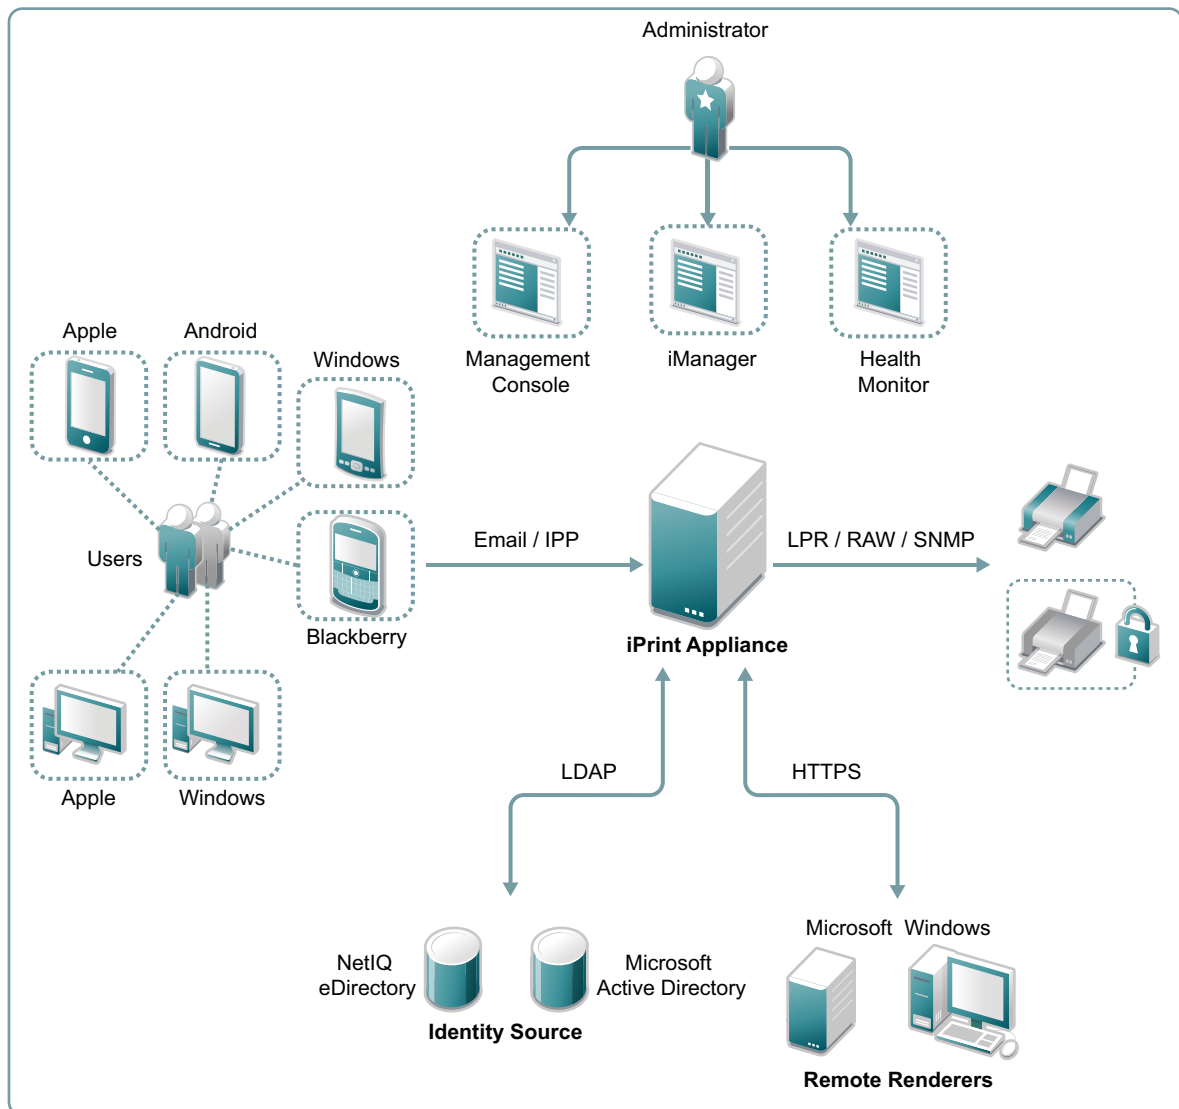 Administrator
Management
Console
iManager
Health
Monitor
Apple
Android
Windows
Users
Blackberry
Apple
Windows
Email / IPP
iPrint Appliance
LPR / RAW / SNMP
LDAP
HTTPS
NetIQ
eDirectory
Microsoft
Active Directory
Identity Source
Microsoft Windows
Remote Renderers